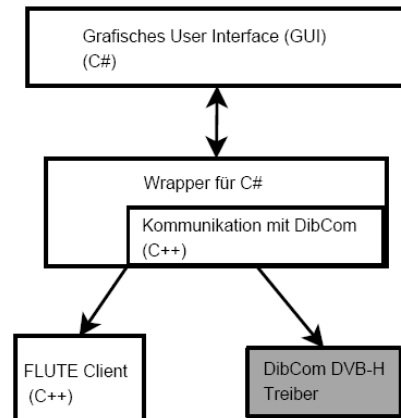 Grafisches User Interface (GUI)
(C#)
Wrapper für C#
Kommunikation mit DibCom
(C++)
FLUTE Client
(C++)
DibCom DVB-H
Treiber